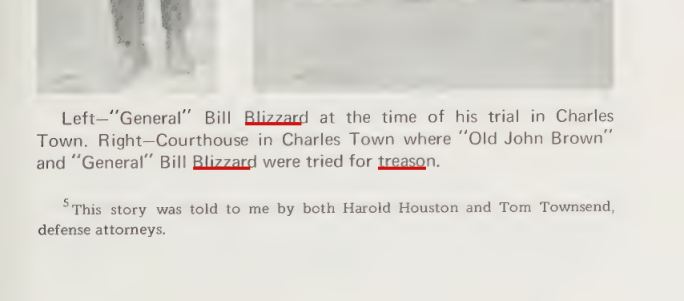 Left—"General" Bill Blizzard at the time of his trial in Charles
Town. Right—Courthouse in Charles Town where "Old John Brown"
and "General" Bill Blizzard were tried for treason.
5 This story was told to me by both Harold Houston and Tom Townsend,
defense attorneys.